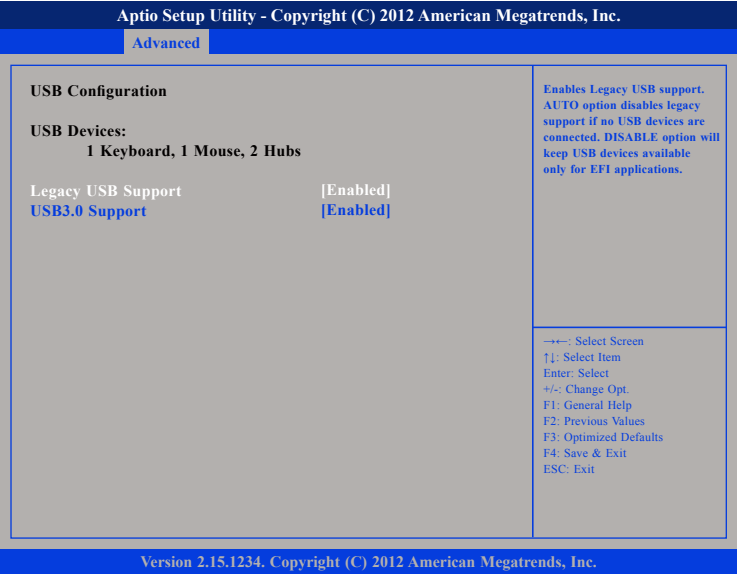 Aptio Setup Utility - Copyright (C) 2012 American Megatrends, Inc.
Advanced
USB Configuration
USB Devices:
1 Keyboard, 1 Mouse, 2 Hubs
Legacy USB Support [Enabled]
USB3.0 Support [Enabled]
Enables Legacy USB support.
AUTO option disables legacy
support if no USB devices are
connected. DISABLE option will
keep USB devices available
only for EFI applications.
→←: Select Screen
↑↓: Select Item
Enter: Select
+/-: Change Opt.
F1: General Help
F2: Previous Values
F3: Optimized Defaults
F4: Save & Exit
ESC: Exit
Version 2.15.1234. Copyright (C) 2012 American Megatrends, Inc.